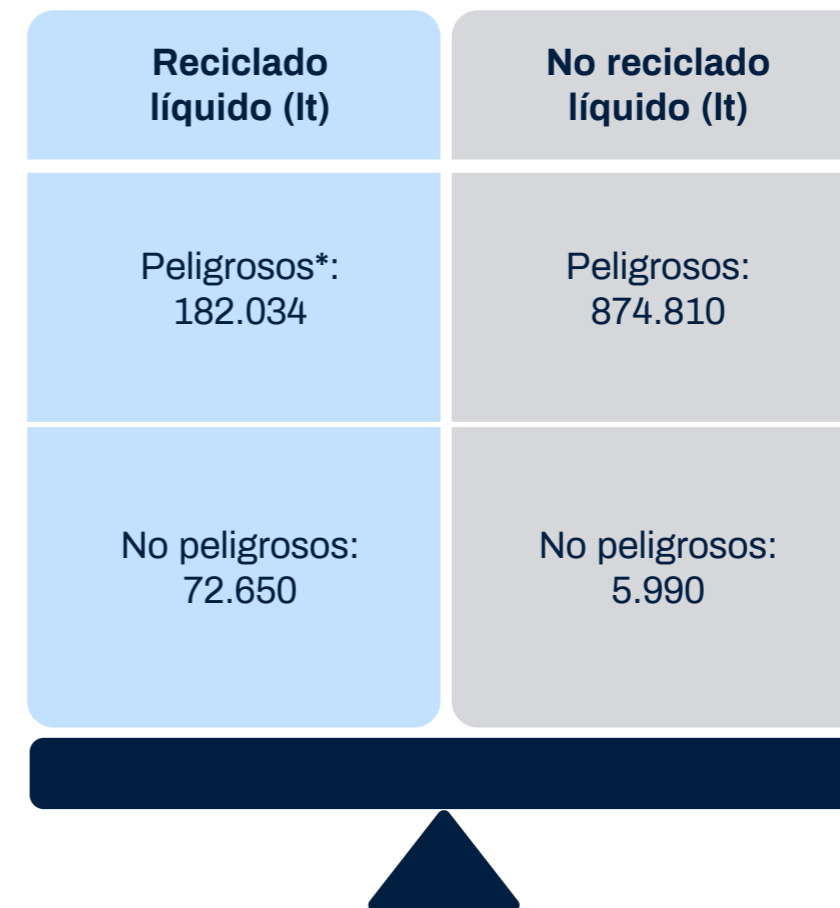 Reciclado
líquido (lt)
No reciclado
líquido (lt)
Peligrosos*:
182.034
Peligrosos:
874.810
No peligrosos:
72.650
No peligrosos:
5.990